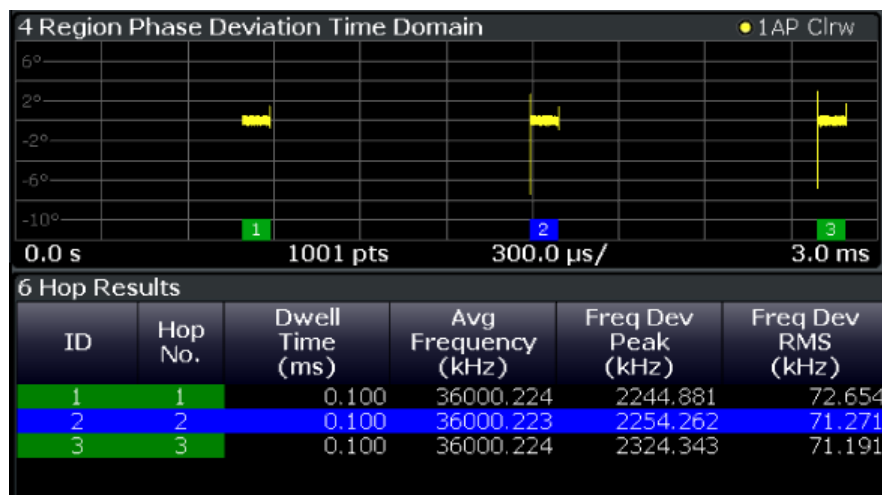 4 Region Phase Deviation Time Domain ●1AP Clrw
6°
2°
-2°
-6°
-10°
1 2 3
0.0 s 1001 pts 300.0 µs/ 3.0 ms
6 Hop Results
ID Hop No. Dwell Time (ms) Avg Frequency (kHz) Freq Dev Peak (kHz) Freq Dev RMS (kHz)
1 1 0.100 36000.224 2244.881 72.654
2 2 0.100 36000.223 2254.262 71.271
3 3 0.100 36000.224 2324.343 71.191